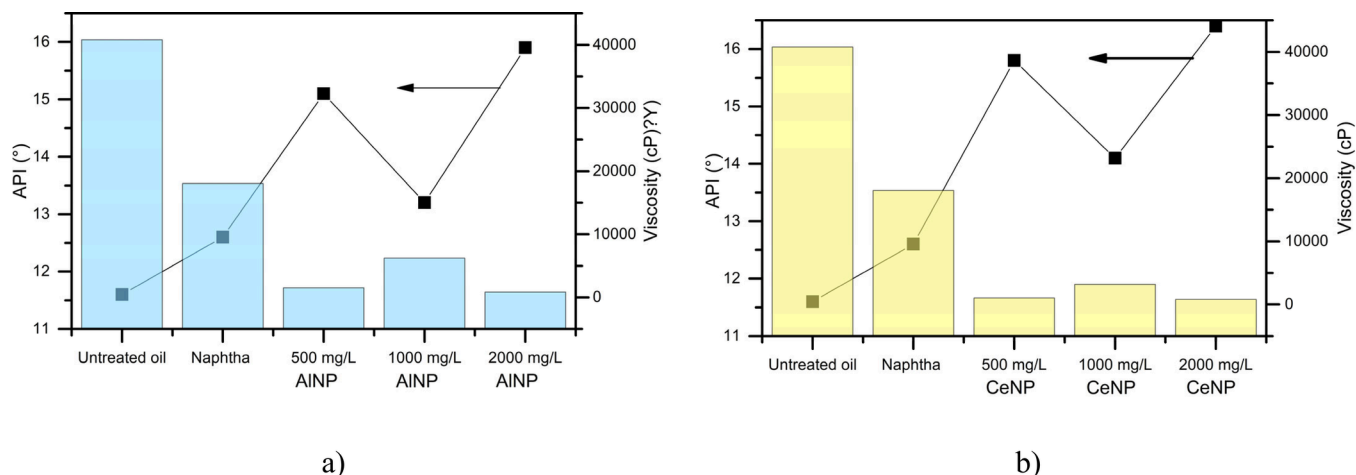 16
15
14
13
12
11
API (°)
40000
30000
20000
10000
0
Viscosity (cP)?Y)
Untreated oil
Naphtha
500 mg/L
AlNP
1000 mg/L
AlNP
2000 mg/L
AlNP
a)
16
15
14
13
12
11
API (°)
40000
30000
20000
10000
0
Viscosity (cP)
Untreated oil
Naphtha
500 mg/L
CeNP
1000 mg/L
CeNP
2000 mg/L
CeNP
b)